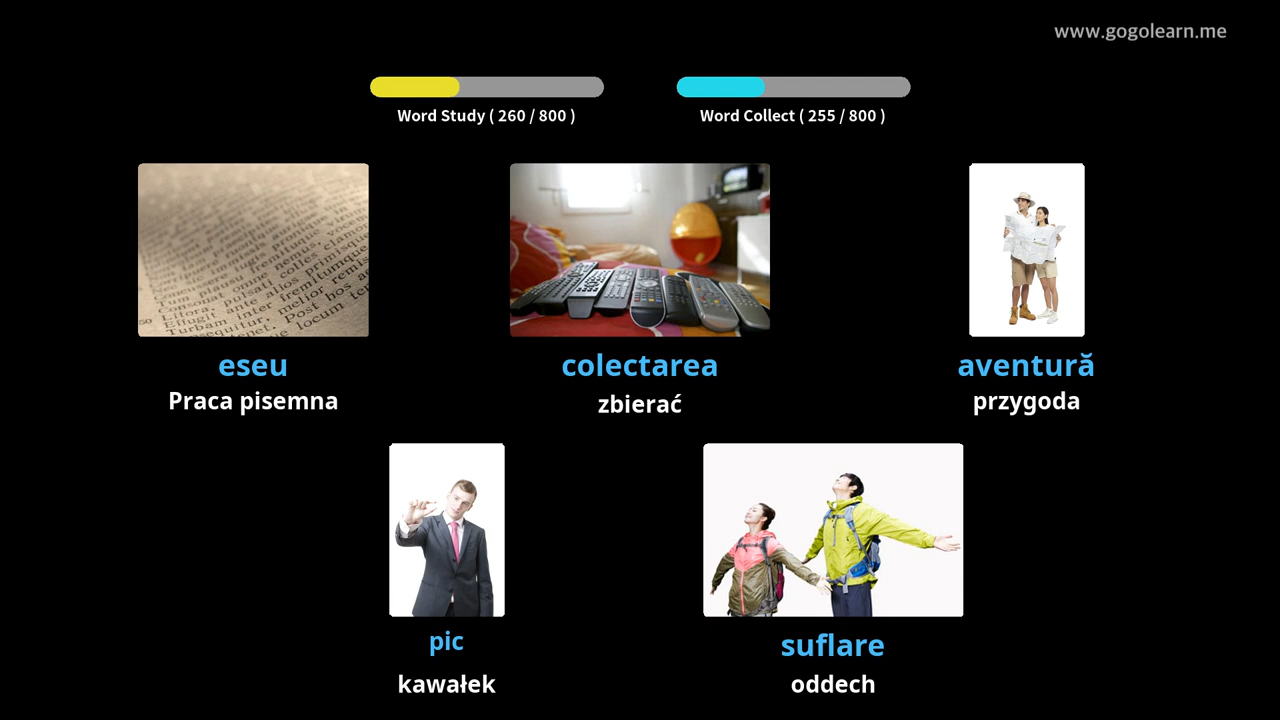 www.gogolearn.me
Word Study ( 260 / 800 )
Word Collect ( 255 / 800 )
eseu
Praca pisemna
colectarea
zbierać
aventură
przygoda
pic
kawałek
suflare
oddech